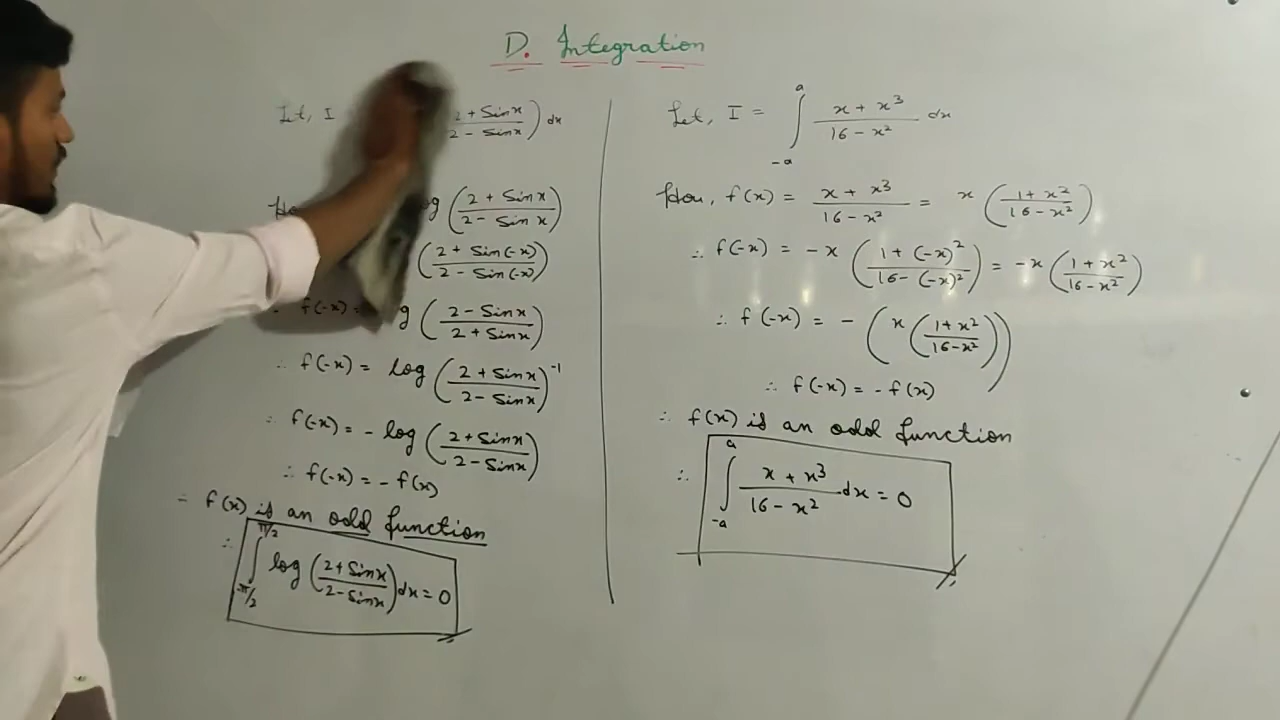 D. Integration
Let, I 2 + Sinx / 2 - Sinx ) dx
( 2 + Sin x / 2 - Sin x )
( 2 + Sin(-x) / 2 - Sin(-x) )
f(-x) = ( 2 - Sinx / 2 + Sinx )
∴ f(-x) = log ( 2 + Sinx / 2 - Sinx )⁻¹
∴ f(-x) = - log ( 2 + Sinx / 2 - Sinx )
∴ f(-x) = - f(x)
∴ f(x) is an odd function
∴ ∫_{-π/2}^{π/2} log ( 2 + Sinx / 2 - Sinx ) dx = 0
Let, I = ∫_{-a}^{a} x + x³ / 16 - x² dx
f(x) = x + x³ / 16 - x² = x ( 1 + x² / 16 - x² )
∴ f(-x) = - x ( 1 + (-x)² / 16 - (-x)² ) = - x ( 1 + x² / 16 - x² )
∴ f(-x) = - ( x ( 1 + x² / 16 - x² ) )
∴ f(-x) = - f(x)
∴ f(x) is an odd function
∴ ∫_{-a}^{a} x + x³ / 16 - x² dx = 0